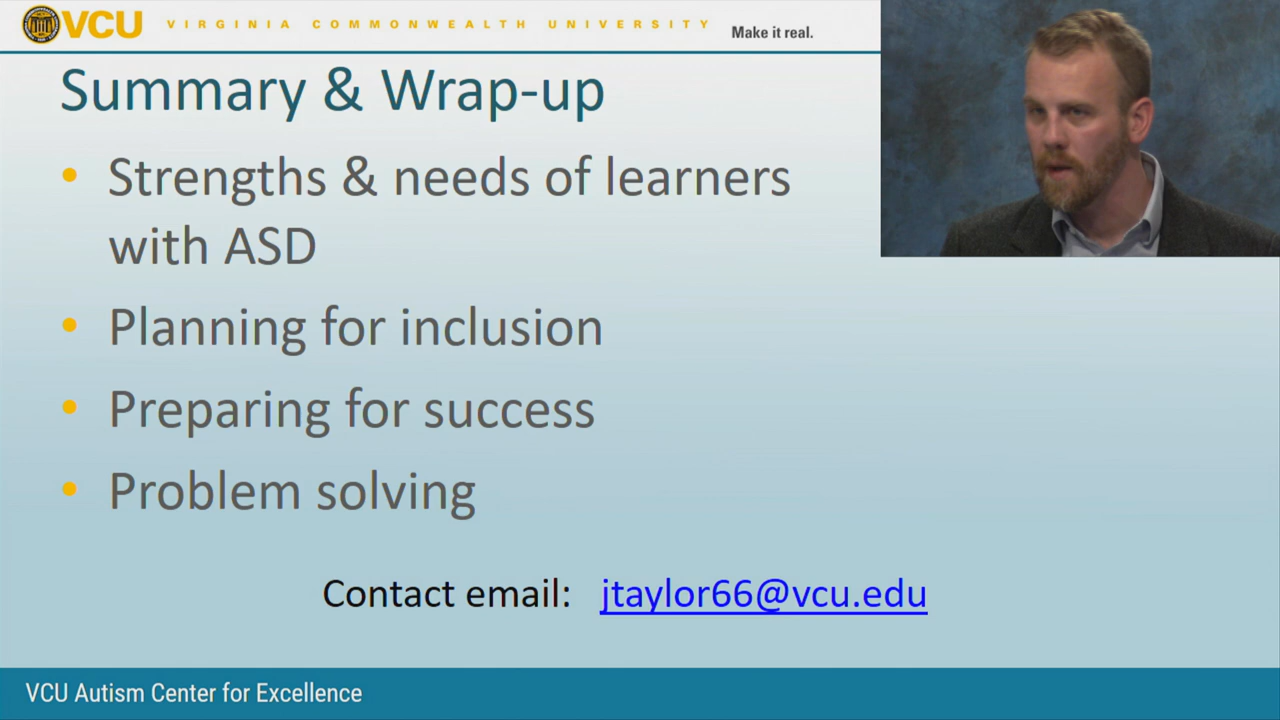 VCU VIRGINIA COMMONWEALTH UNIVERSITY Make it real.
Summary & Wrap-up
• Strengths & needs of learners
with ASD
• Planning for inclusion
• Preparing for success
• Problem solving
Contact email: jtaylor66@vcu.edu
VCU Autism Center for Excellence